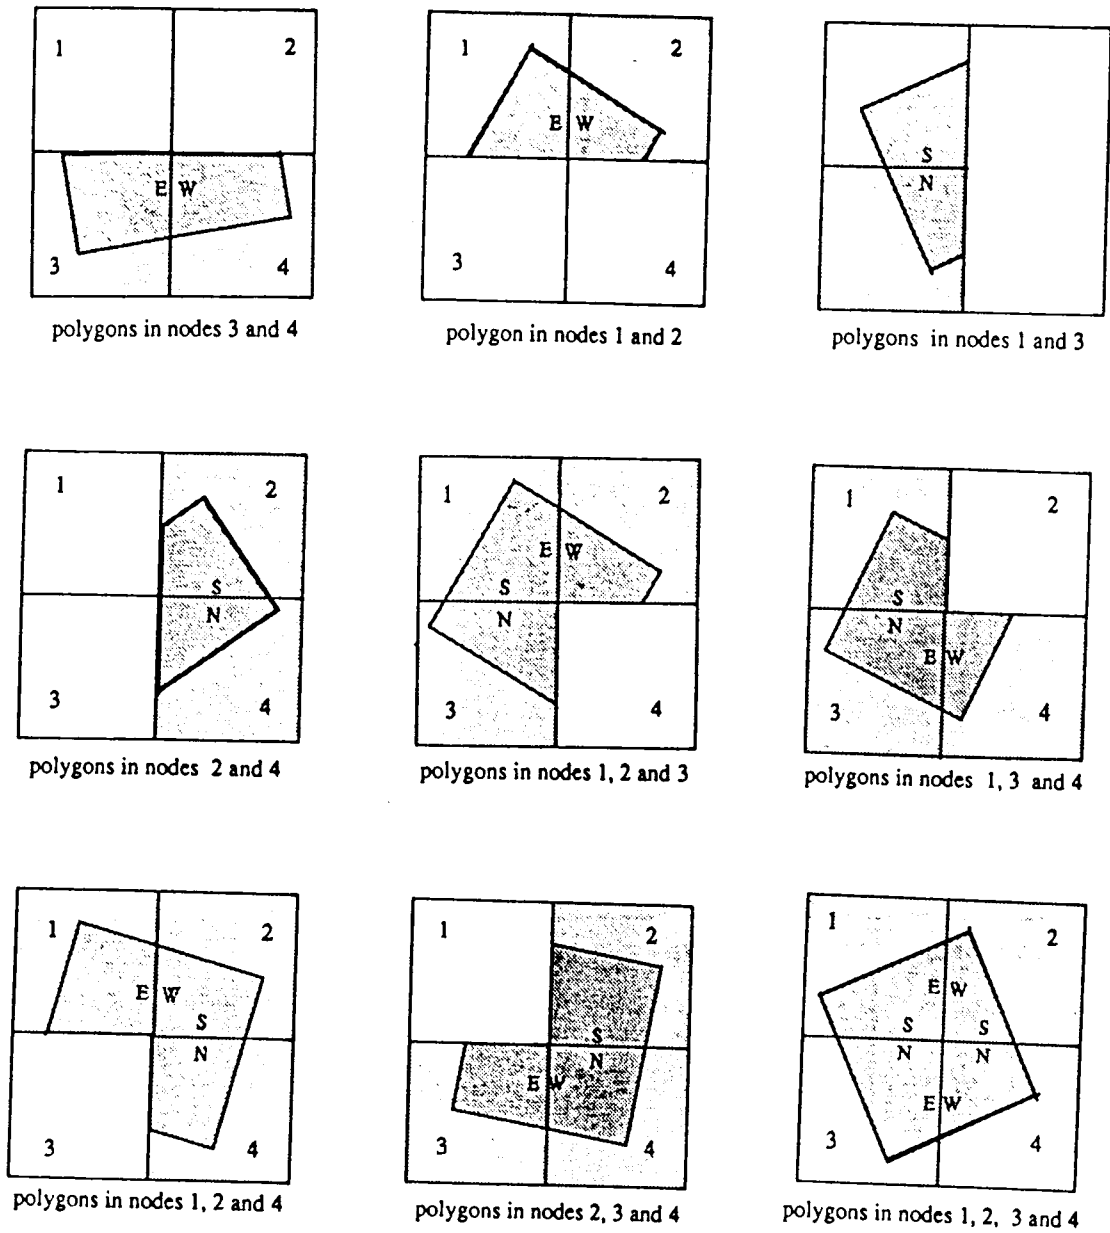 1 2
E W
3 4
polygons in nodes 3 and 4
1 2
E W
3 4
polygon in nodes 1 and 2
S
N
polygons in nodes 1 and 3
1 2
S
N
3 4
polygons in nodes 2 and 4
1 2
E W
S
N
3 4
polygons in nodes 1, 2 and 3
1 2
S
N
E W
3 4
polygons in nodes 1, 3 and 4
1 2
E W
S
N
3 4
polygons in nodes 1, 2 and 4
1 2
S
N
E W
3 4
polygons in nodes 2, 3 and 4
1 2
E W
S S
N N
E W
3 4
polygons in nodes 1, 2, 3 and 4